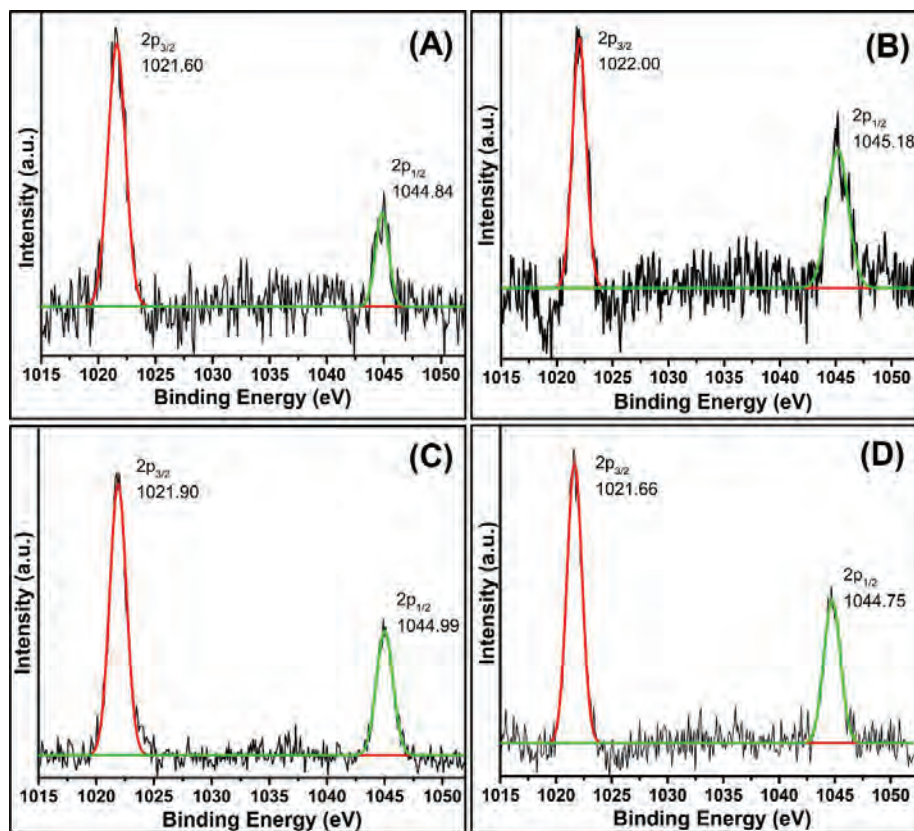 (A)
2p3/2
1021.60
2p1/2
1044.84
Intensity (a.u.)
1015 1020 1025 1030 1035 1040 1045 1050
Binding Energy (eV)
(B)
2p3/2
1022.00
2p1/2
1045.18
Intensity (a.u.)
1015 1020 1025 1030 1035 1040 1045 1050
Binding Energy (eV)
(C)
2p3/2
1021.90
2p1/2
1044.99
Intensity (a.u.)
1015 1020 1025 1030 1035 1040 1045 1050
Binding Energy (eV)
(D)
2p3/2
1021.66
2p1/2
1044.75
Intensity (a.u.)
1015 1020 1025 1030 1035 1040 1045 1050
Binding Energy (eV)